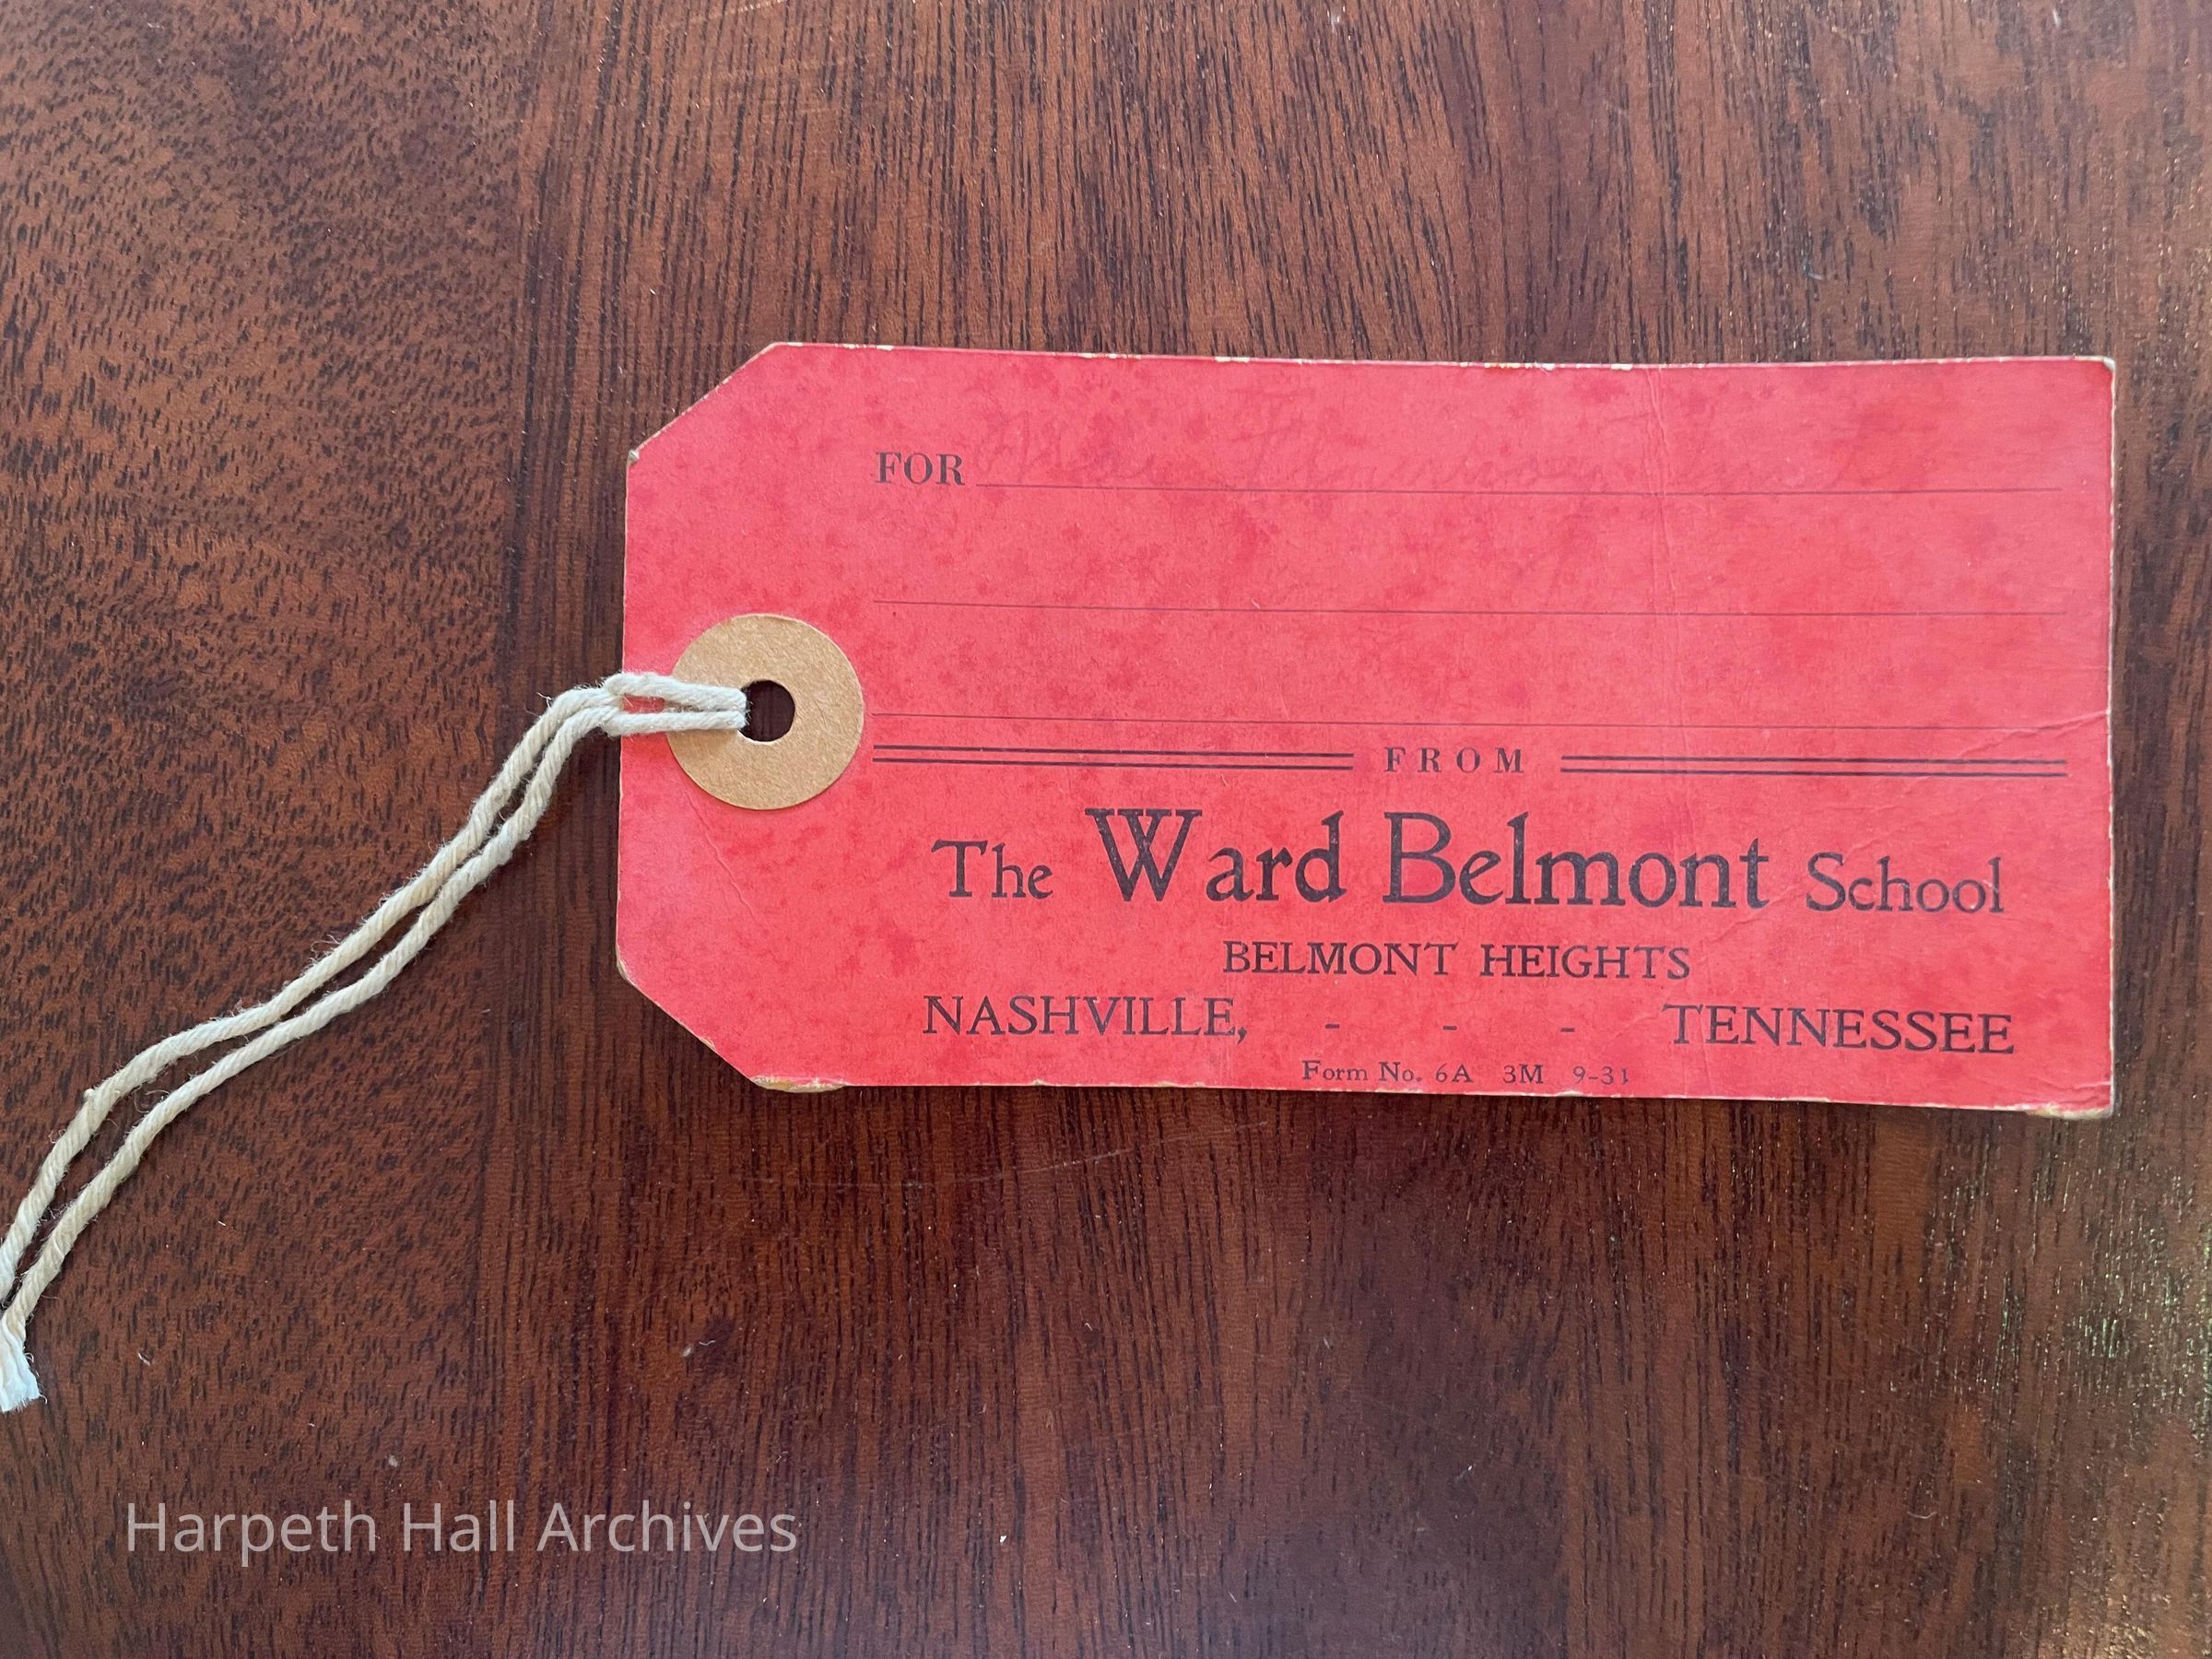 FOR
FROM
The Ward Belmont School
BELMONT HEIGHTS
NASHVILLE, - - - TENNESSEE
Form No. 6A 3M 9-31
Harpeth Hall Archives